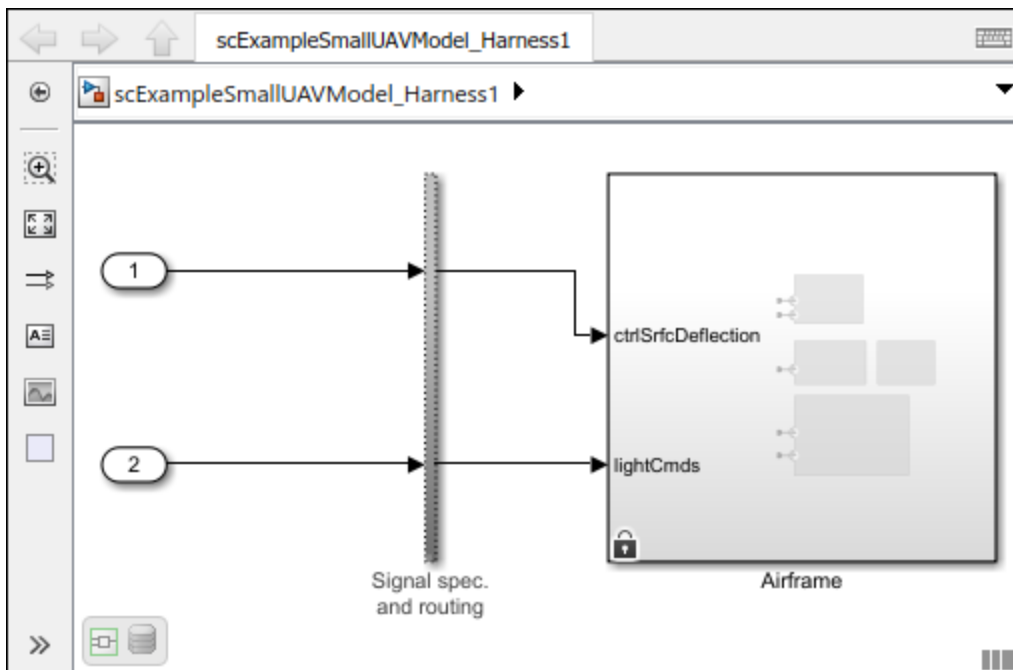 scExampleSmallUAVModel_Harness1
scExampleSmallUAVModel_Harness1
1
ctrlSrfcDeflection
2
lightCmds
Signal spec.
and routing
Airframe